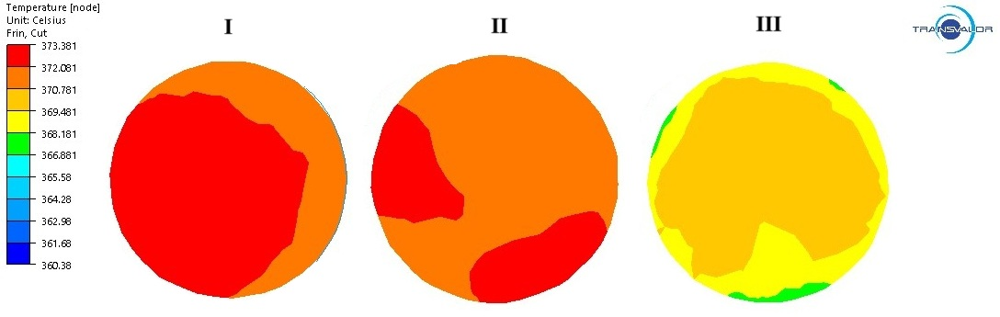 Temperature [node]
Unit: Celsius
Frin, Cut
373.381
372.081
370.781
369.481
368.181
366.881
365.58
364.28
362.98
361.68
360.38
I
II
III
TRANSVALOR